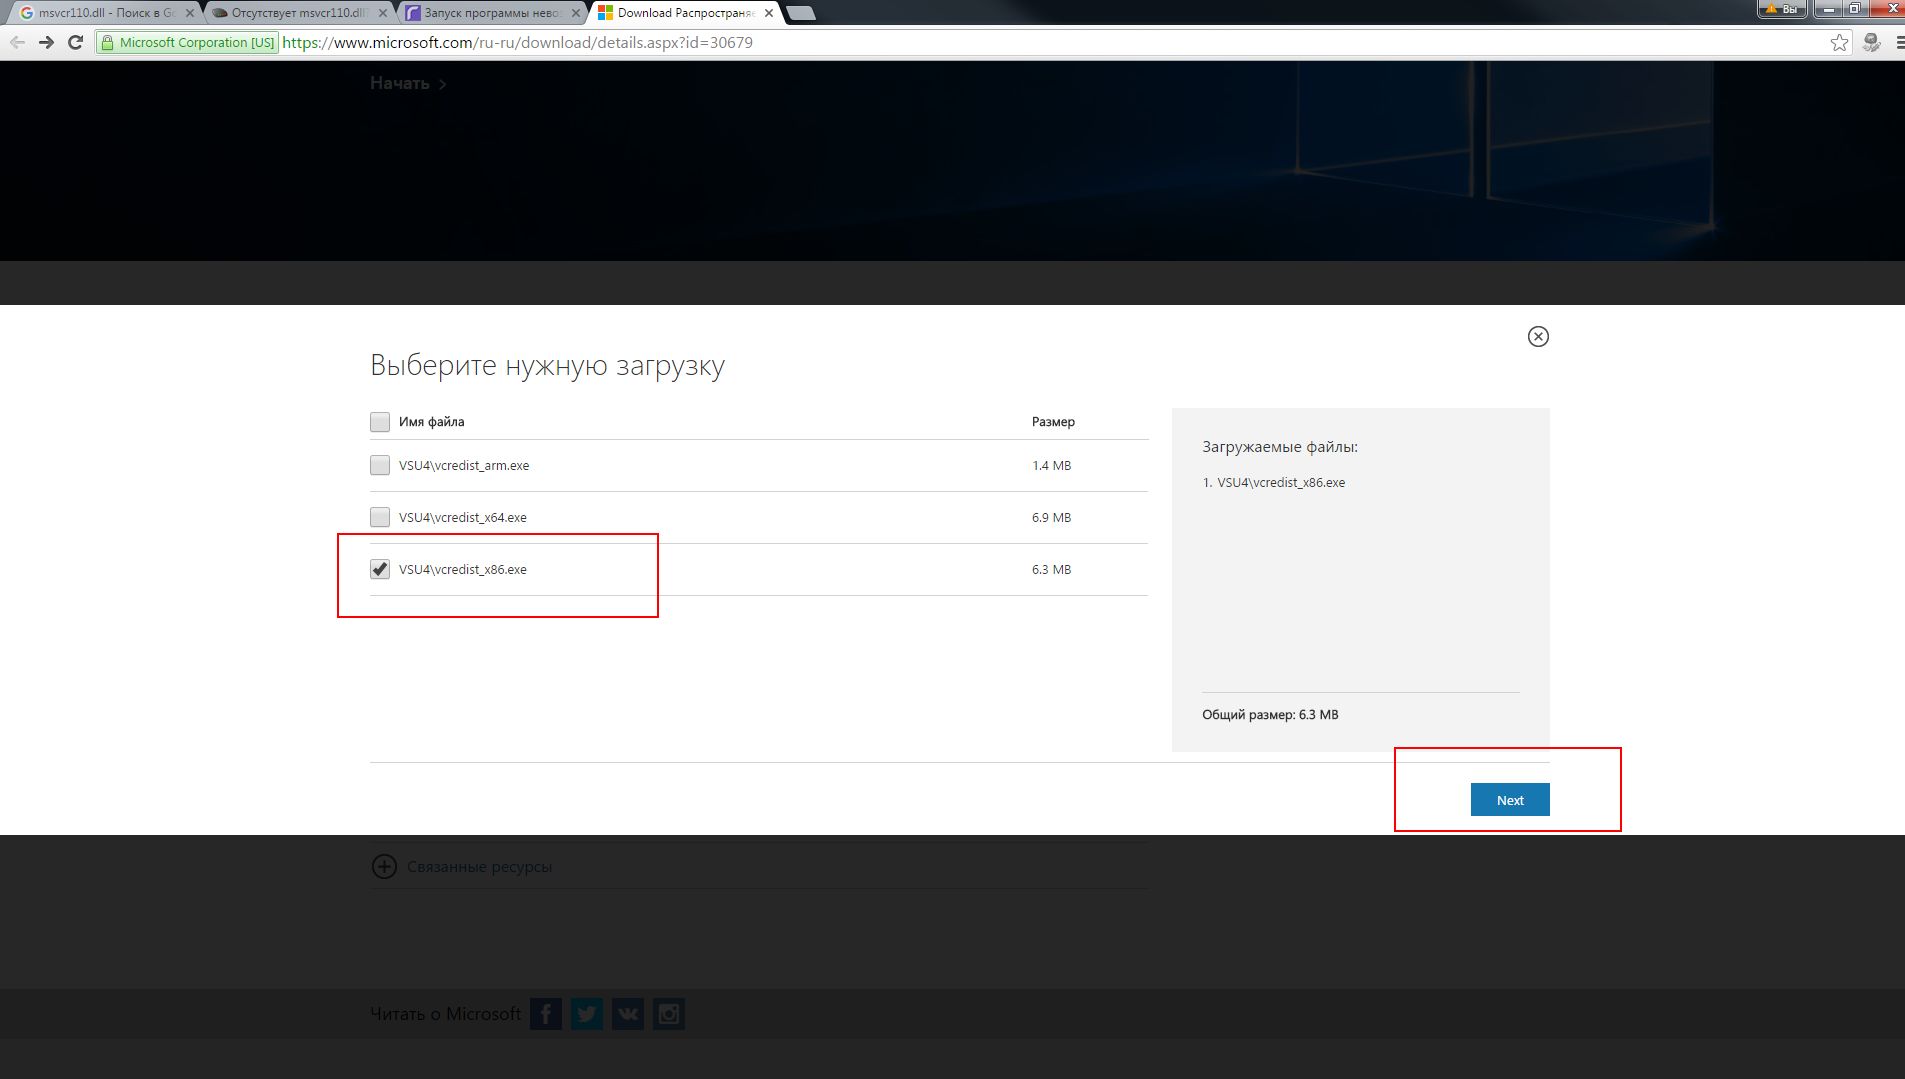 msvcr110.dll - Поиск в Go
Отсутствует msvcr110.dll
Запуск программы нево
Download Распространяе
Вы
Microsoft Corporation [US]
https://www.microsoft.com/ru-ru/download/details.aspx?id=30679
Начать
Выберите нужную загрузку
Имя файла Размер
VSU4\vcredist_arm.exe 1.4 MB
VSU4\vcredist_x64.exe 6.9 MB
VSU4\vcredist_x86.exe 6.3 MB
Загружаемые файлы:
1. VSU4\vcredist_x86.exe
Общий размер: 6.3 MB
Next
Связанные ресурсы
Читать о Microsoft